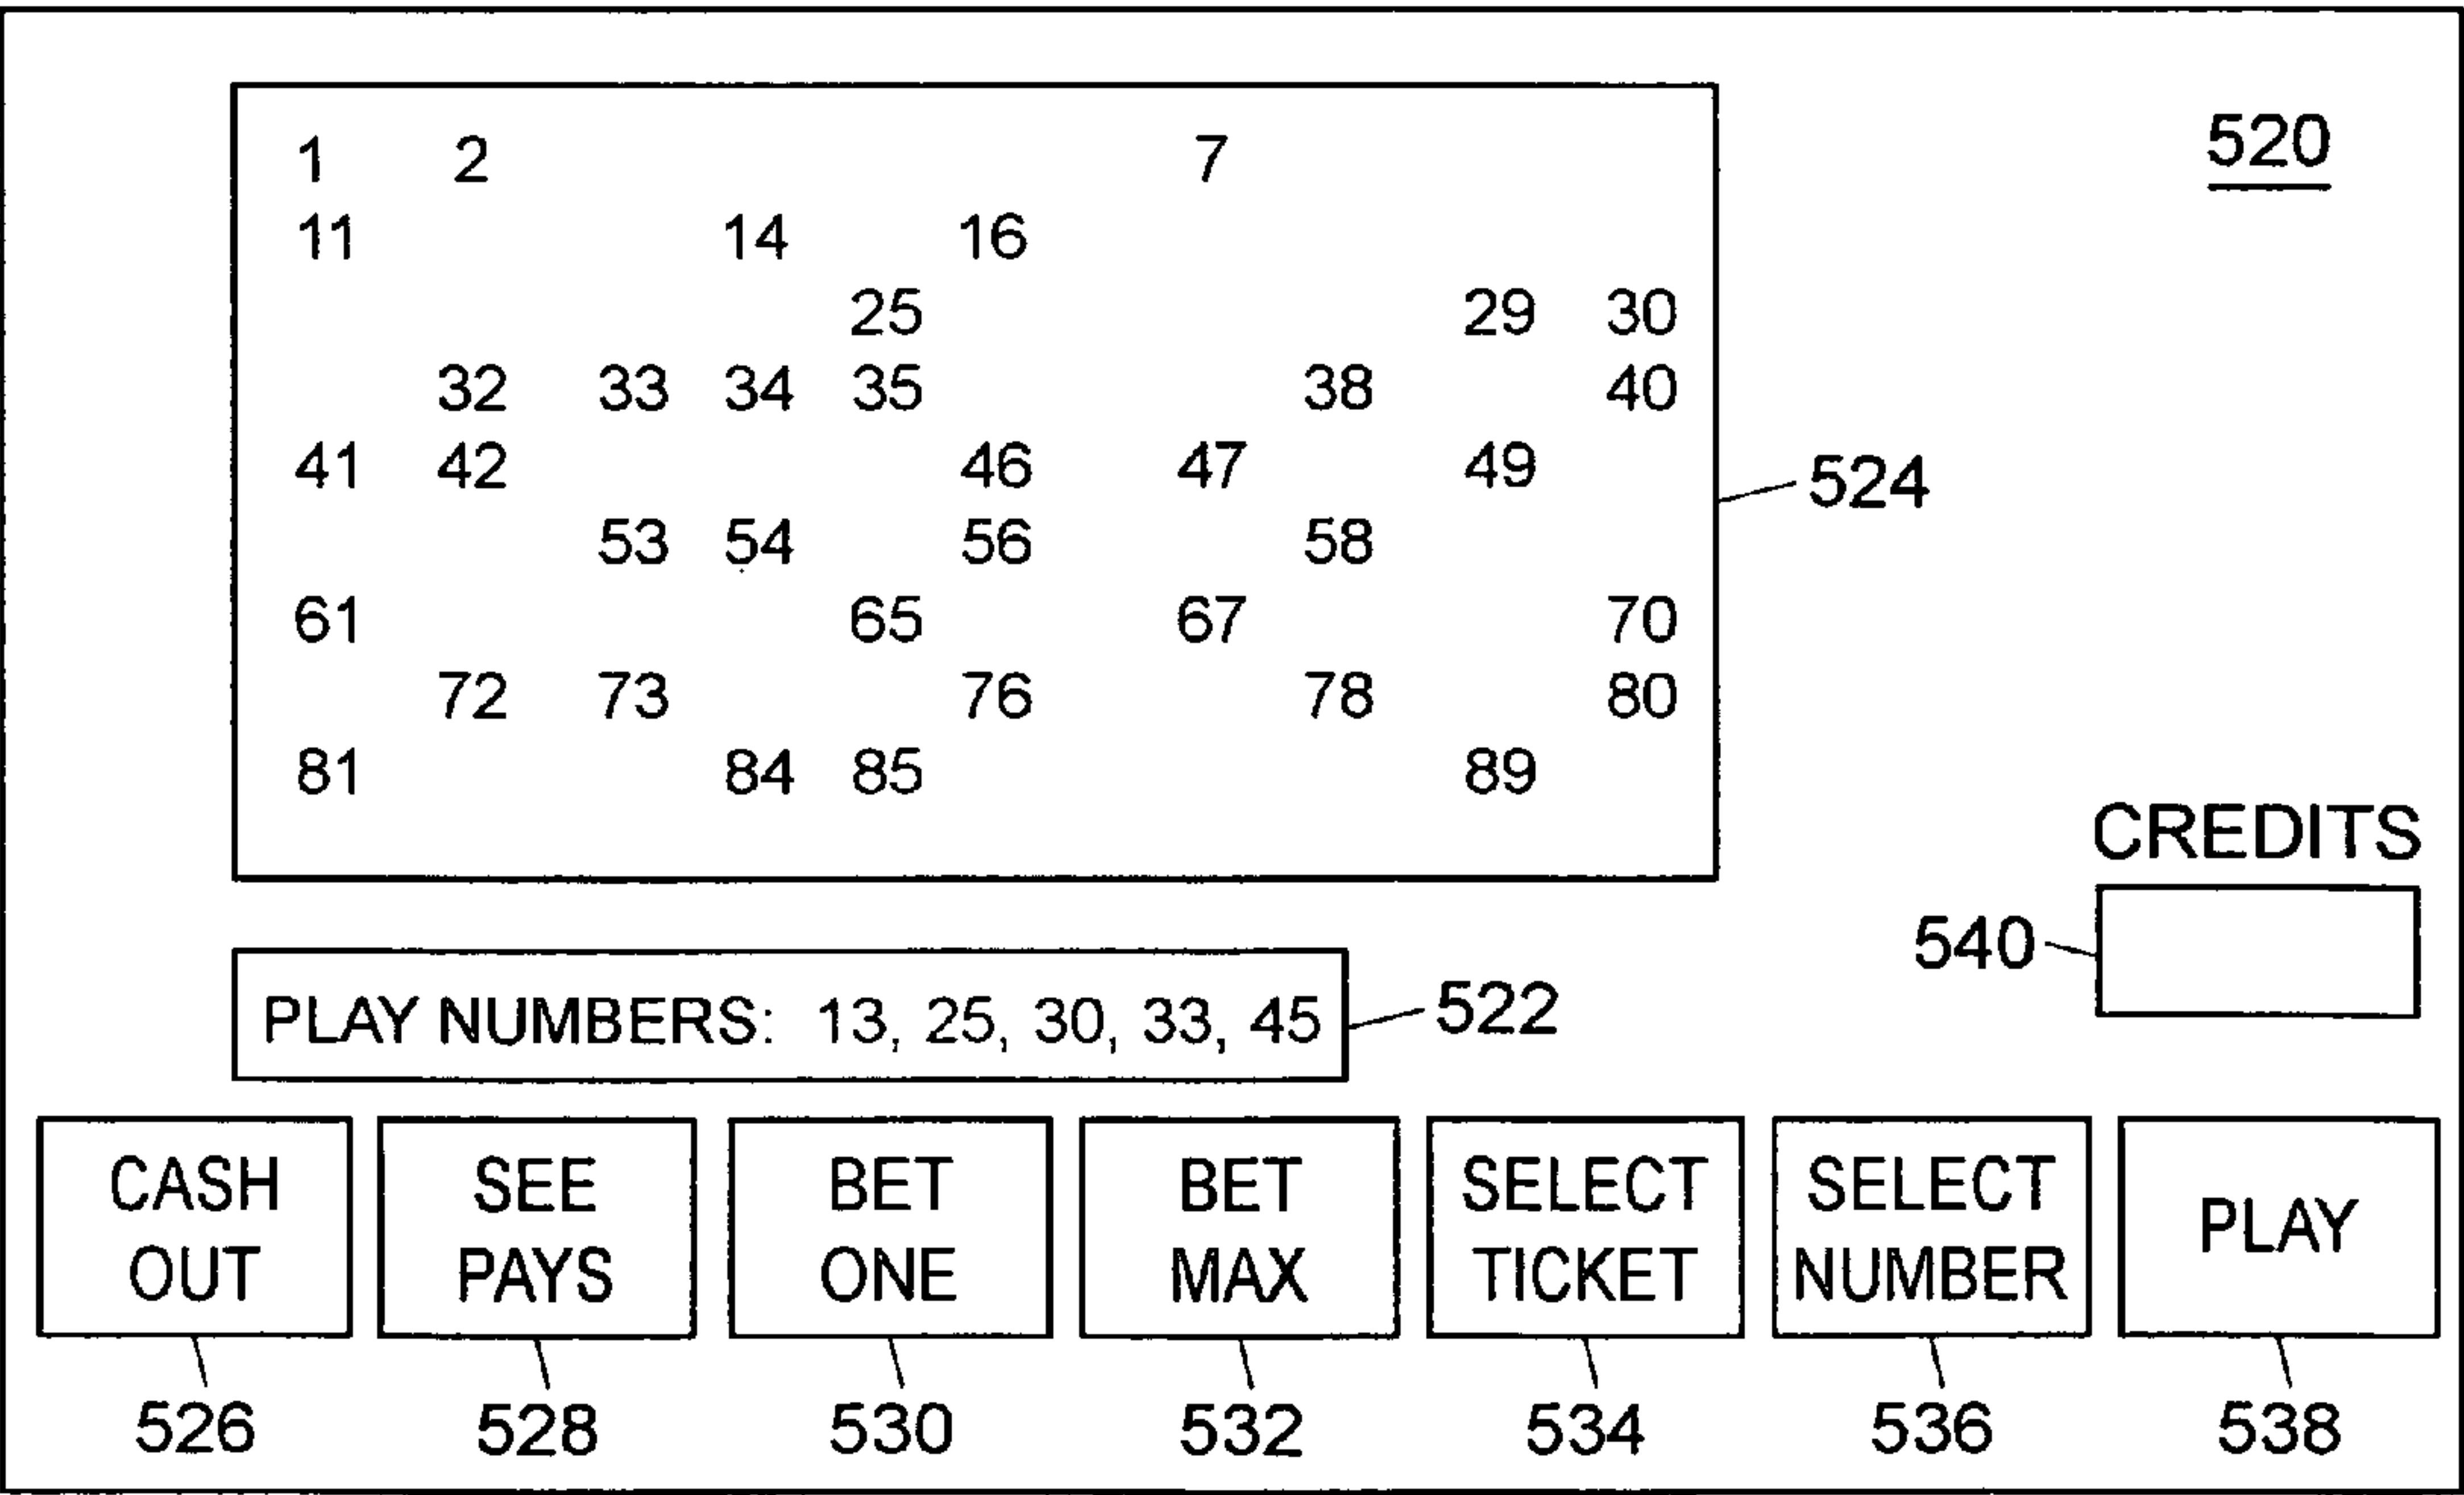 520
1 2 7
11 14 16
25 29 30
32 33 34 35 38 40
41 42 46 47 49
524
53 54 56 58
61 65 67 70
72 73 76 78 80
81 84 85 89
CREDITS
540
PLAY NUMBERS: 13, 25, 30, 33, 45
522
CASH OUT
SEE PAYS
BET ONE
BET MAX
SELECT TICKET
SELECT NUMBER
PLAY
526 528 530 532 534 536 538